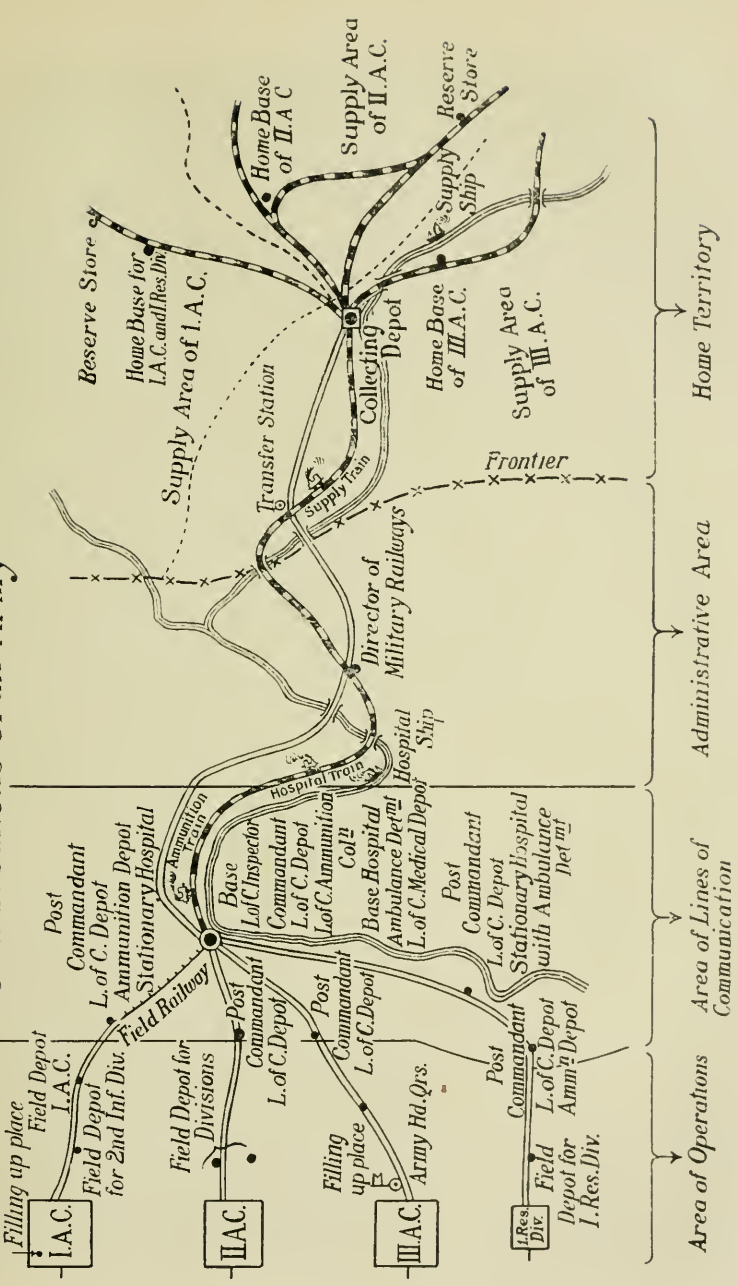 Filling up place
Field Depot
I.A.C.
I.A.C.
Field Depot
for 2nd Inf. Div.
Field Railway
Post
Commandant
L. of C. Depot
Ammunition Depot
Stationary Hospital
Field Depot for
Divisions
II.A.C.
Post
Commandant
L. of C. Depot
Filling
up place
III.A.C.
Army Hd. Qrs.
Post
Commandant
L. of C. Depot
1. Res.
Div.
Field
Depot for
I. Res. Div.
Post
Commandant
L. of C. Depot
Ammn Depot
Ammunition
Train
Base
L of C. Inspector
Commandant
L. of C. Depot
L of C. Ammunition
Coln
Base Hospital
Ambulance Detmt
L. of C. Medical Depot
Post
Commandant
L. of C. Depot
Stationary Hospital
with Ambulance
Detmt
Hospital Train
Hospital
Ship
Director of
Military Railways
Transfer Station
Supply Train
Frontier
Reserve Store
Home Base for
I.A.C. and I. Res. Div.
Supply Area of I.A.C.
Home Base
of II.A.C
Supply Area
of II.A.C.
Reserve
Store
Supply
Ship
Collecting
Depot
Home Base
of III.A.C.
Supply Area
of III.A.C.
Area of Operations
Area of Lines of
Communication
Administrative Area
Home Territory